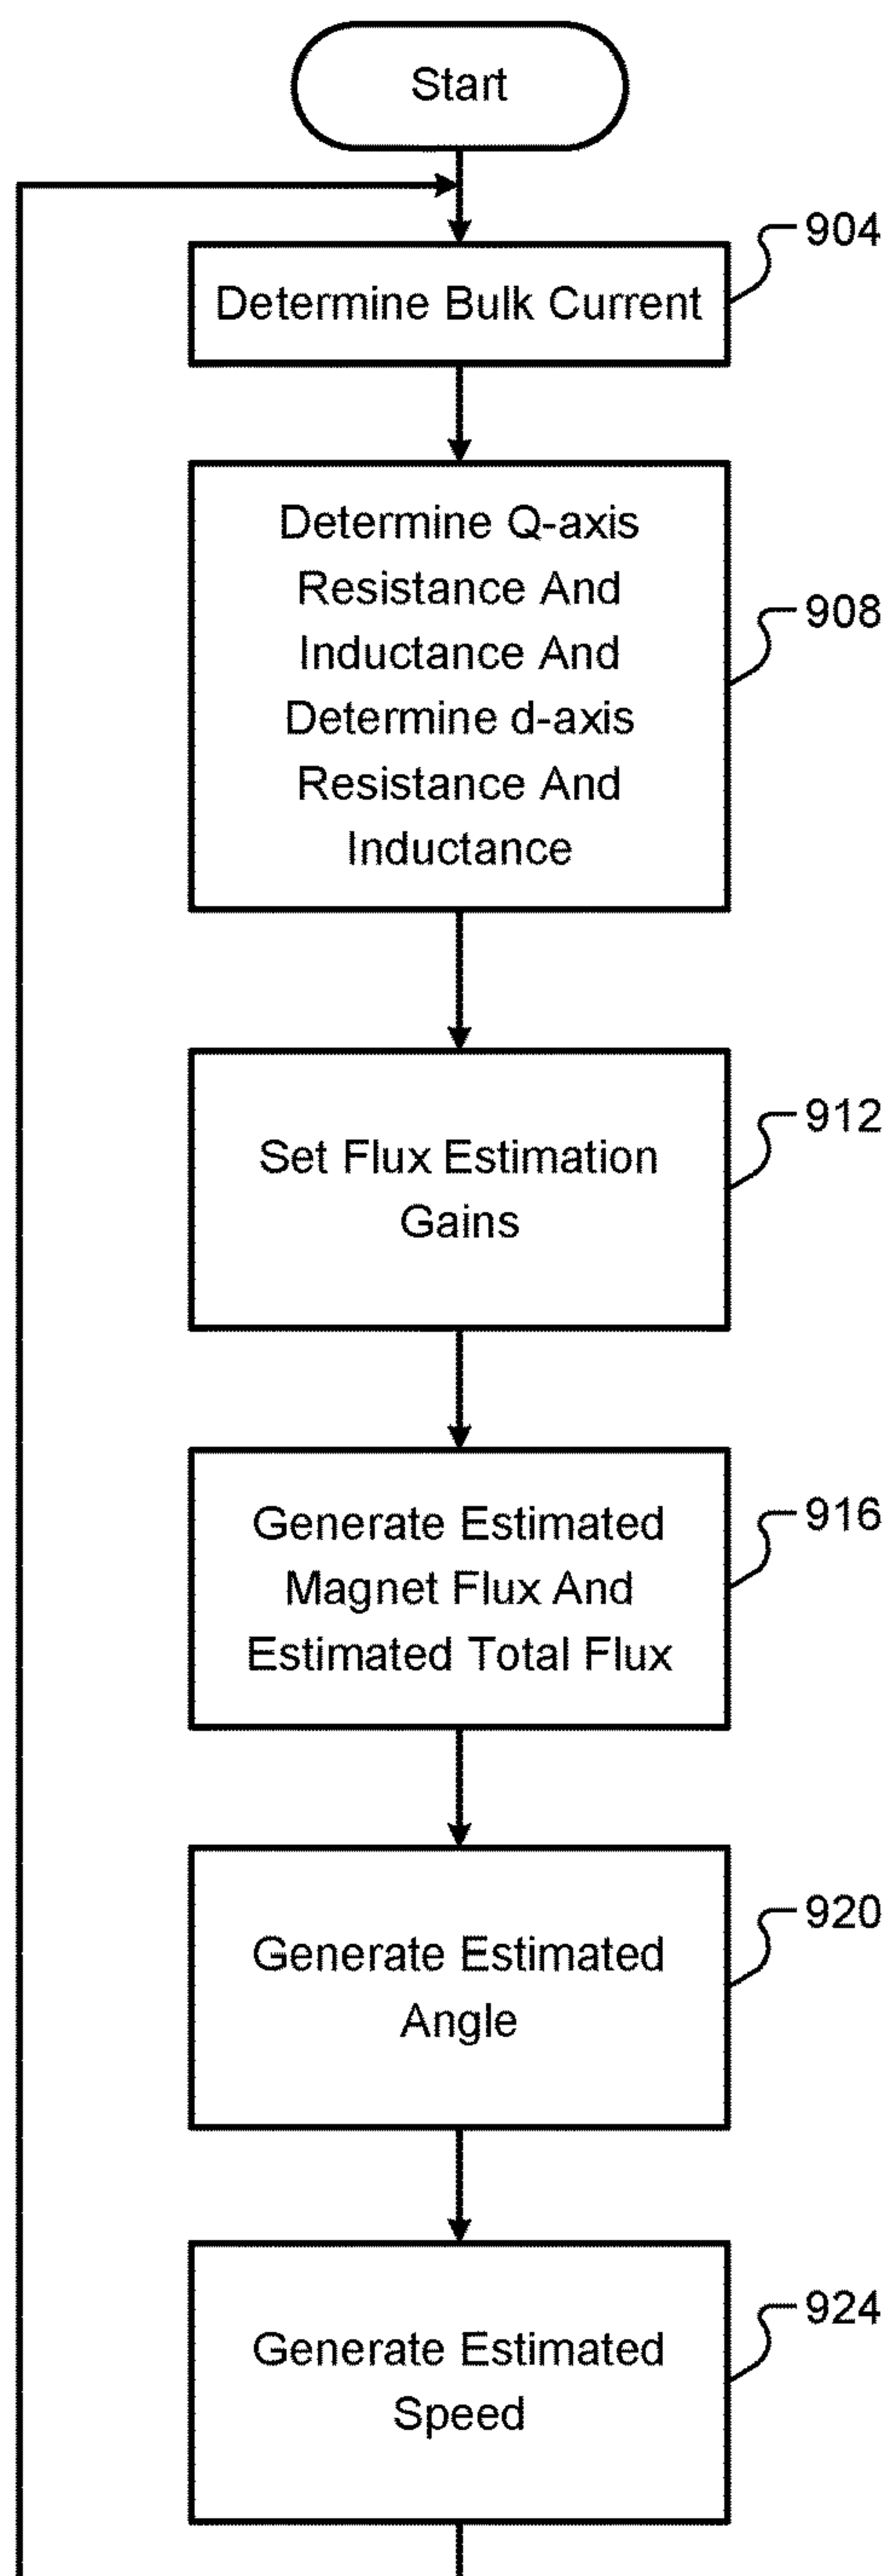 Start
904
Determine Bulk Current
Determine Q-axis
Resistance And
Inductance And
Determine d-axis
Resistance And
Inductance
908
Set Flux Estimation
Gains
912
Generate Estimated
Magnet Flux And
Estimated Total Flux
916
Generate Estimated
Angle
920
Generate Estimated
Speed
924